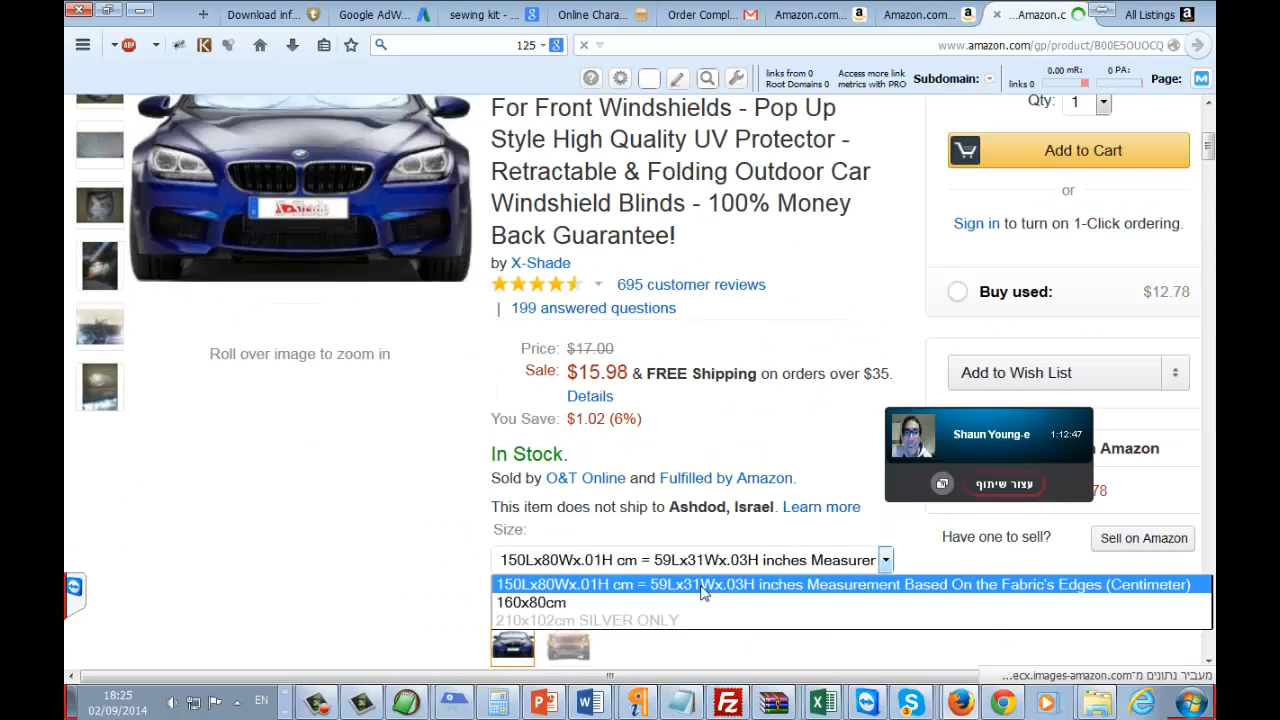 Download inf...
Google AdW...
sewing kit - ...
Online Chara...
Order Compl...
Amazon.com...
Amazon.com...
...Amazon.c
All Listings
ABP
125
www.amazon.com/gp/product/B00E5OUOCQ
links from 0
Root Domains 0
Access more link
metrics with PRO
Subdomain:
links 0
0.00 mR:
0 PA:
Page:
For Front Windshields - Pop Up
Style High Quality UV Protector -
Retractable & Folding Outdoor Car
Windshield Blinds - 100% Money
Back Guarantee!
by X-Shade
695 customer reviews
| 199 answered questions
Roll over image to zoom in
Price: $17.00
Sale: $15.98 & FREE Shipping on orders over $35.
Details
You Save: $1.02 (6%)
In Stock.
Sold by O&T Online and Fulfilled by Amazon.
This item does not ship to Ashdod, Israel. Learn more
Size:
150Lx80Wx.01H cm = 59Lx31Wx.03H inches Measurer
150Lx80Wx.01H cm = 59Lx31Wx.03H inches Measurement Based On the Fabric's Edges (Centimeter)
160x80cm
210x102cm SILVER ONLY
Qty: 1
Add to Cart
or
Sign in to turn on 1-Click ordering.
Buy used: $12.78
Add to Wish List
Shaun Young-e 1:12:47
עצור שיתוף
Amazon
78
Have one to sell? Sell on Amazon
מעביר נתונים מ־ecx.images-amazon.com...
18:25
02/09/2014
EN